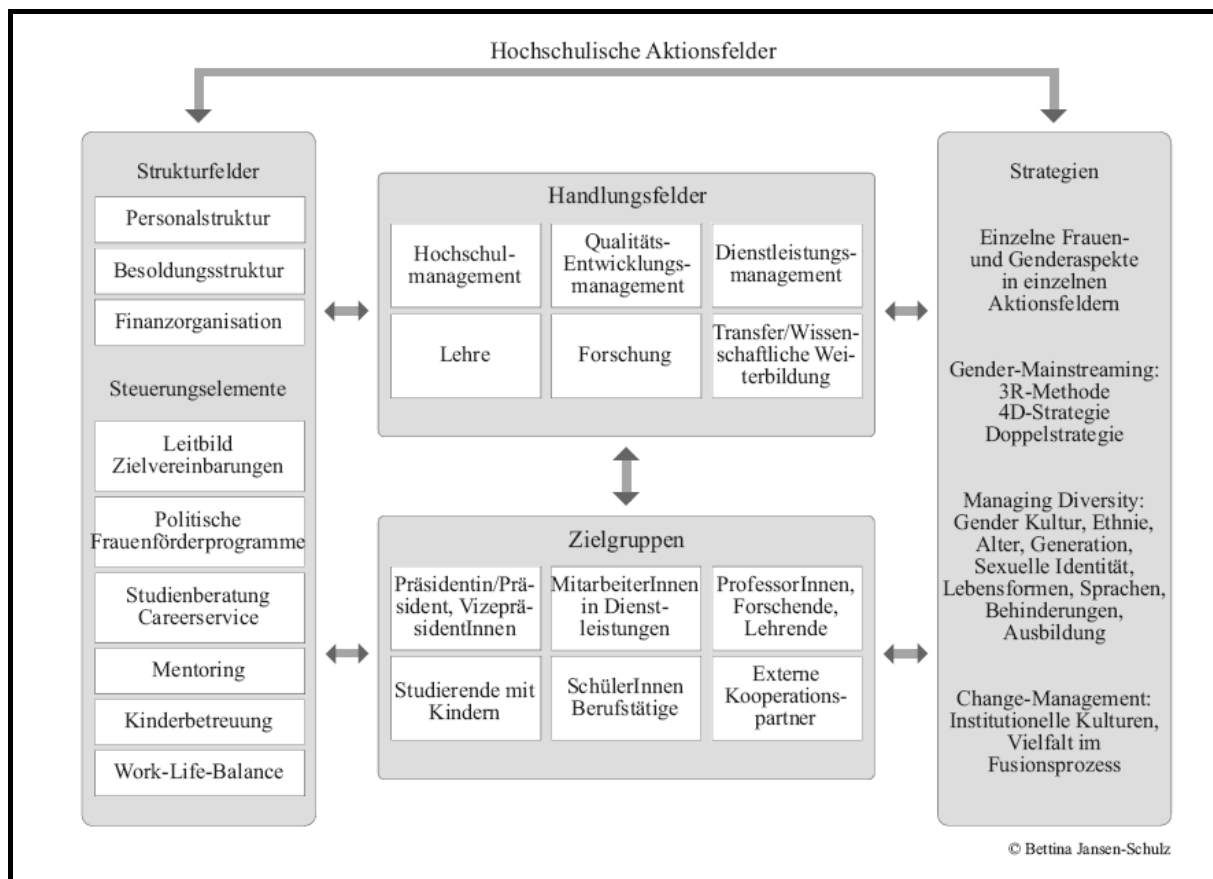 Hochschulische Aktionsfelder
Strukturfelder
Personalstruktur
Besoldungsstruktur
Finanzorganisation
Steuerungselemente
Leitbild
Zielvereinbarungen
Politische
Frauenförderprogramme
Studienberatung
Careerservice
Mentoring
Kinderbetreuung
Work-Life-Balance
Handlungsfelder
Hochschul-
management
Qualitäts-
Entwicklungs-
management
Dienstleistungs-
management
Lehre
Forschung
Transfer/Wissen-
schaftliche Wei-
terbildung
Zielgruppen
Präsidentin/Prä-
sident, Vizeprä-
sidentInnen
MitarbeiterInnen
in Dienst-
leistungen
ProfessorInnen,
Forschende,
Lehrende
Studierende mit
Kindern
SchülerInnen
Berufstätige
Externe
Kooperations-
partner
Strategien
Einzelne Frauen-
und Genderaspekte
in einzelnen
Aktionsfeldern
Gender-Mainstreaming:
3R-Methode
4D-Strategie
Doppelstrategie
Managing Diversity:
Gender Kultur, Ethnie,
Alter, Generation,
Sexuelle Identität,
Lebensformen, Sprachen,
Behinderungen,
Ausbildung
Change-Management:
Institutionelle Kulturen,
Vielfalt im
Fusionsprozess
© Bettina Jansen-Schulz